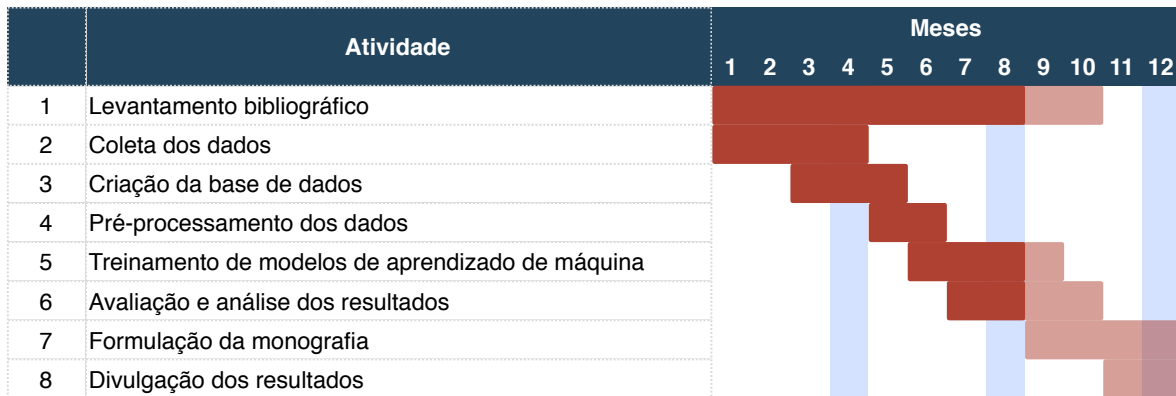 Atividade
Meses
1 2 3 4 5 6 7 8 9 10 11 12
1 Levantamento bibliográfico
2 Coleta dos dados
3 Criação da base de dados
4 Pré-processamento dos dados
5 Treinamento de modelos de aprendizado de máquina
6 Avaliação e análise dos resultados
7 Formulação da monografia
8 Divulgação dos resultados